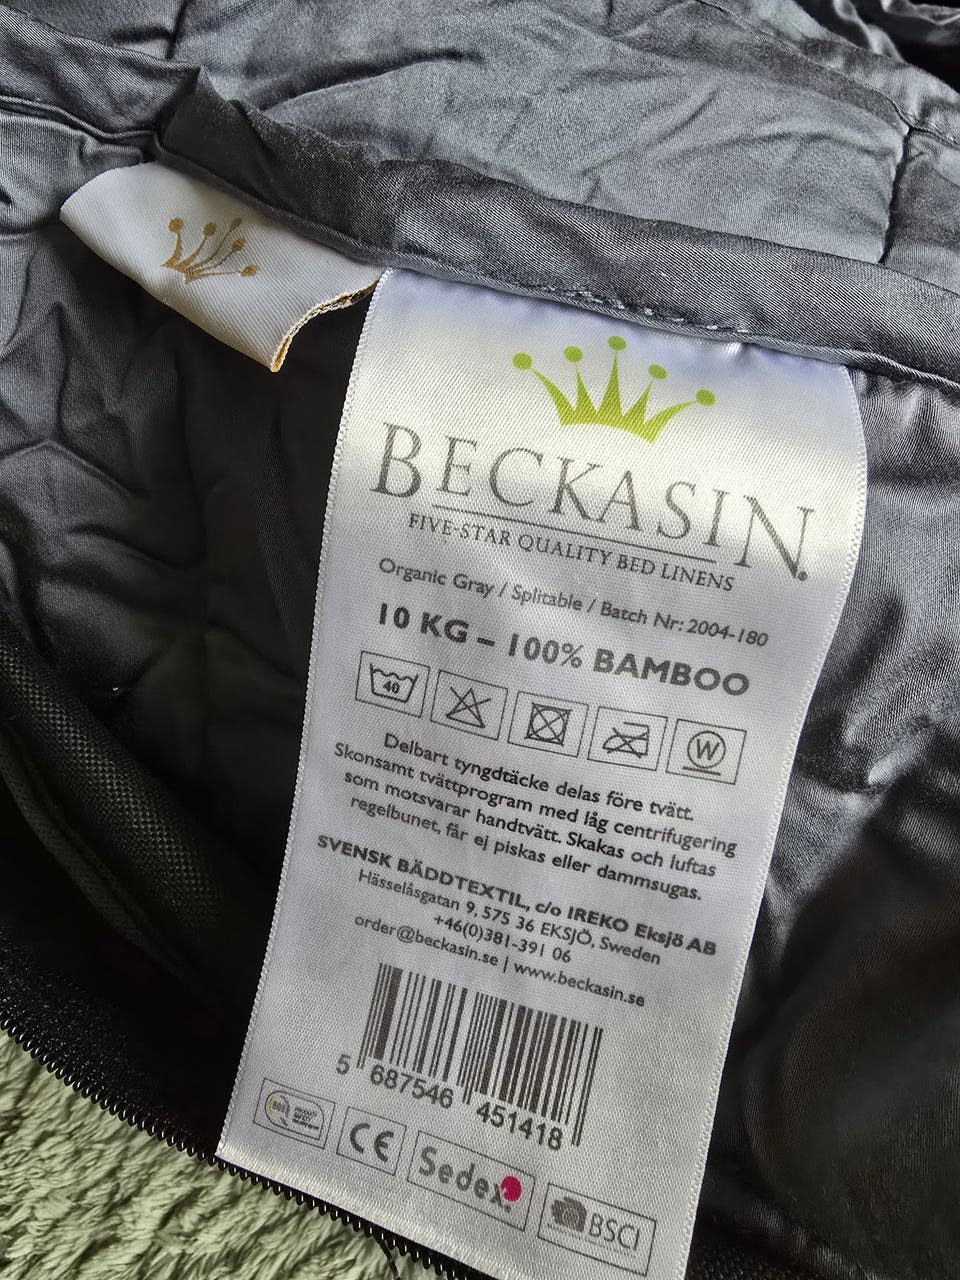 BECKASIN
FIVE-STAR QUALITY BED LINENS
Organic Gray / Splitable / Batch Nr: 2004-180
10 KG – 100% BAMBOO
40
W
Delbart tyngdtäcke delas före tvätt.
Skonsamt tvättprogram med låg centrifugering
som motsvarar handtvätt. Skakas och luftas
regelbunet, får ej piskas eller dammsugas.
SVENSK BÄDDTEXTIL, c/o IREKO Eksjö AB
Hässelåsgatan 9, 575 36 EKSJÖ, Sweden
+46(0)381-391 06
order@beckasin.se | www.beckasin.se
5 687546 451418
CE
Sedex
BSCI